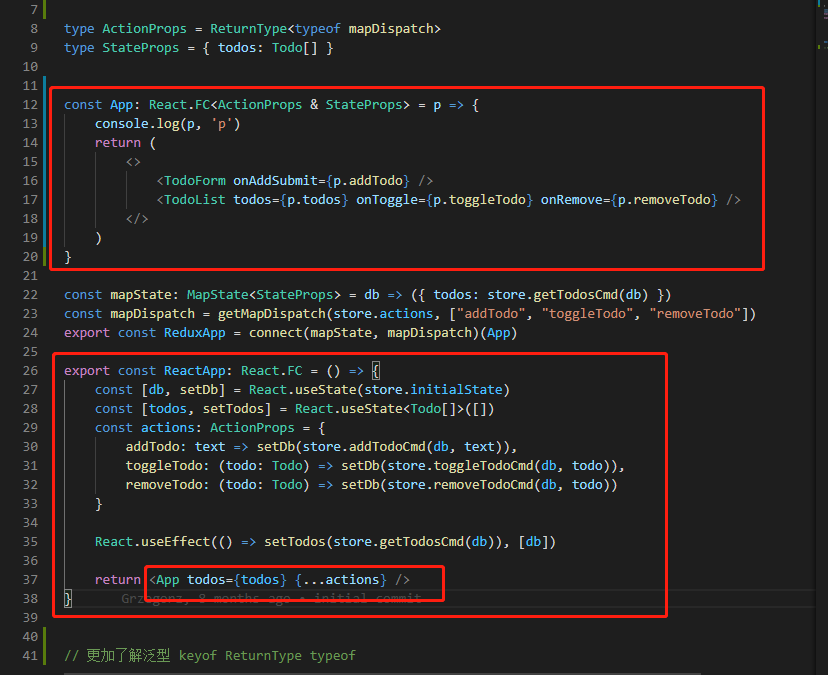 7
8 type ActionProps = ReturnType<typeof mapDispatch>
9 type StateProps = { todos: Todo[] }
10
11
12 const App: React.FC<ActionProps & StateProps> = p => {
13 console.log(p, 'p')
14 return (
15 <>
16 <TodoForm onAddSubmit={p.addTodo} />
17 <TodoList todos={p.todos} onToggle={p.toggleTodo} onRemove={p.removeTodo} />
18 </>
19 )
20 }
21
22 const mapState: MapState<StateProps> = db => ({ todos: store.getTodosCmd(db) })
23 const mapDispatch = getMapDispatch(store.actions, ["addTodo", "toggleTodo", "removeTodo"])
24 export const ReduxApp = connect(mapState, mapDispatch)(App)
25
26 export const ReactApp: React.FC = () => {
27 const [db, setDb] = React.useState(store.initialState)
28 const [todos, setTodos] = React.useState<Todo[]>([])
29 const actions: ActionProps = {
30 addTodo: text => setDb(store.addTodoCmd(db, text)),
31 toggleTodo: (todo: Todo) => setDb(store.toggleTodoCmd(db, todo)),
32 removeTodo: (todo: Todo) => setDb(store.removeTodoCmd(db, todo))
33 }
34
35 React.useEffect(() => setTodos(store.getTodosCmd(db)), [db])
36
37 return <App todos={todos} {...actions} />
38 } Grzegorz, 8 months ago • initial commit
39
40
41 // 更加了解泛型 keyof ReturnType typeof